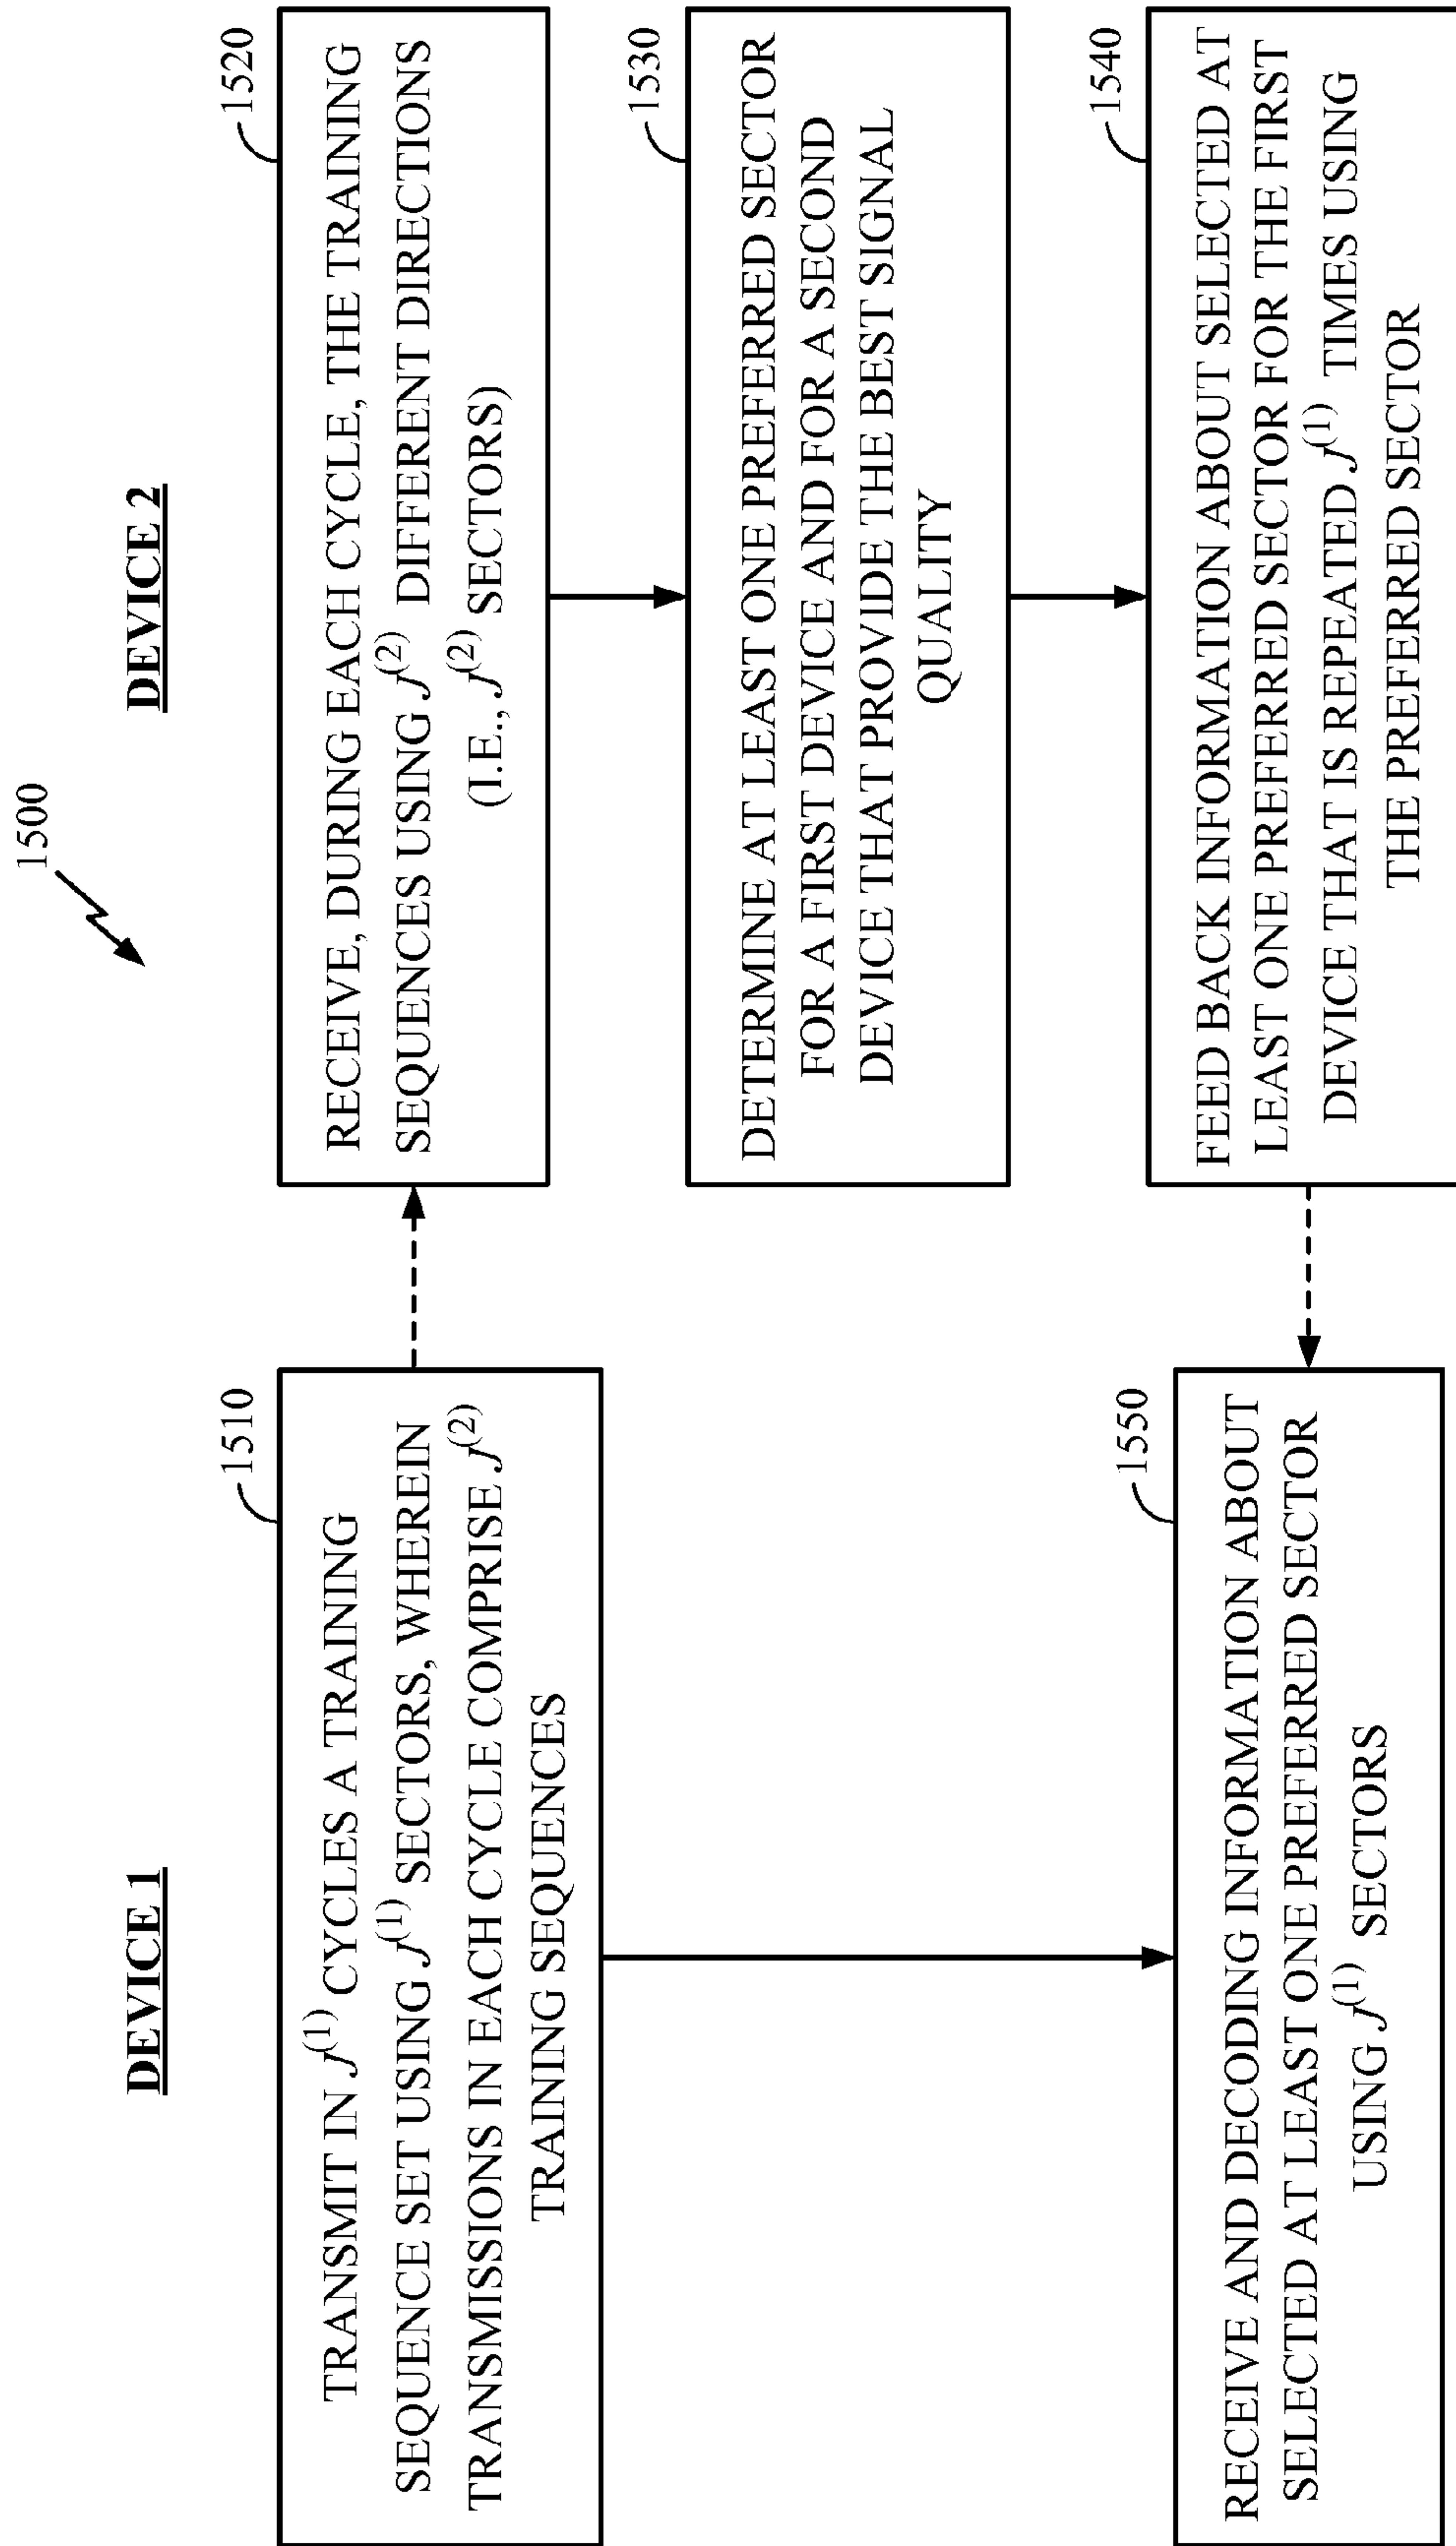 1500
DEVICE 1
DEVICE 2
1510
TRANSMIT IN J⁽¹⁾ CYCLES A TRAINING
SEQUENCE SET USING J⁽¹⁾ SECTORS, WHEREIN
TRANSMISSIONS IN EACH CYCLE COMPRISE J⁽²⁾
TRAINING SEQUENCES
1520
RECEIVE, DURING EACH CYCLE, THE TRAINING
SEQUENCES USING J⁽²⁾ DIFFERENT DIRECTIONS
(I.E., J⁽²⁾ SECTORS)
1530
DETERMINE AT LEAST ONE PREFERRED SECTOR
FOR A FIRST DEVICE AND FOR A SECOND
DEVICE THAT PROVIDE THE BEST SIGNAL
QUALITY
1540
FEED BACK INFORMATION ABOUT SELECTED AT
LEAST ONE PREFERRED SECTOR FOR THE FIRST
DEVICE THAT IS REPEATED J⁽¹⁾ TIMES USING
THE PREFERRED SECTOR
1550
RECEIVE AND DECODING INFORMATION ABOUT
SELECTED AT LEAST ONE PREFERRED SECTOR
USING J⁽¹⁾ SECTORS